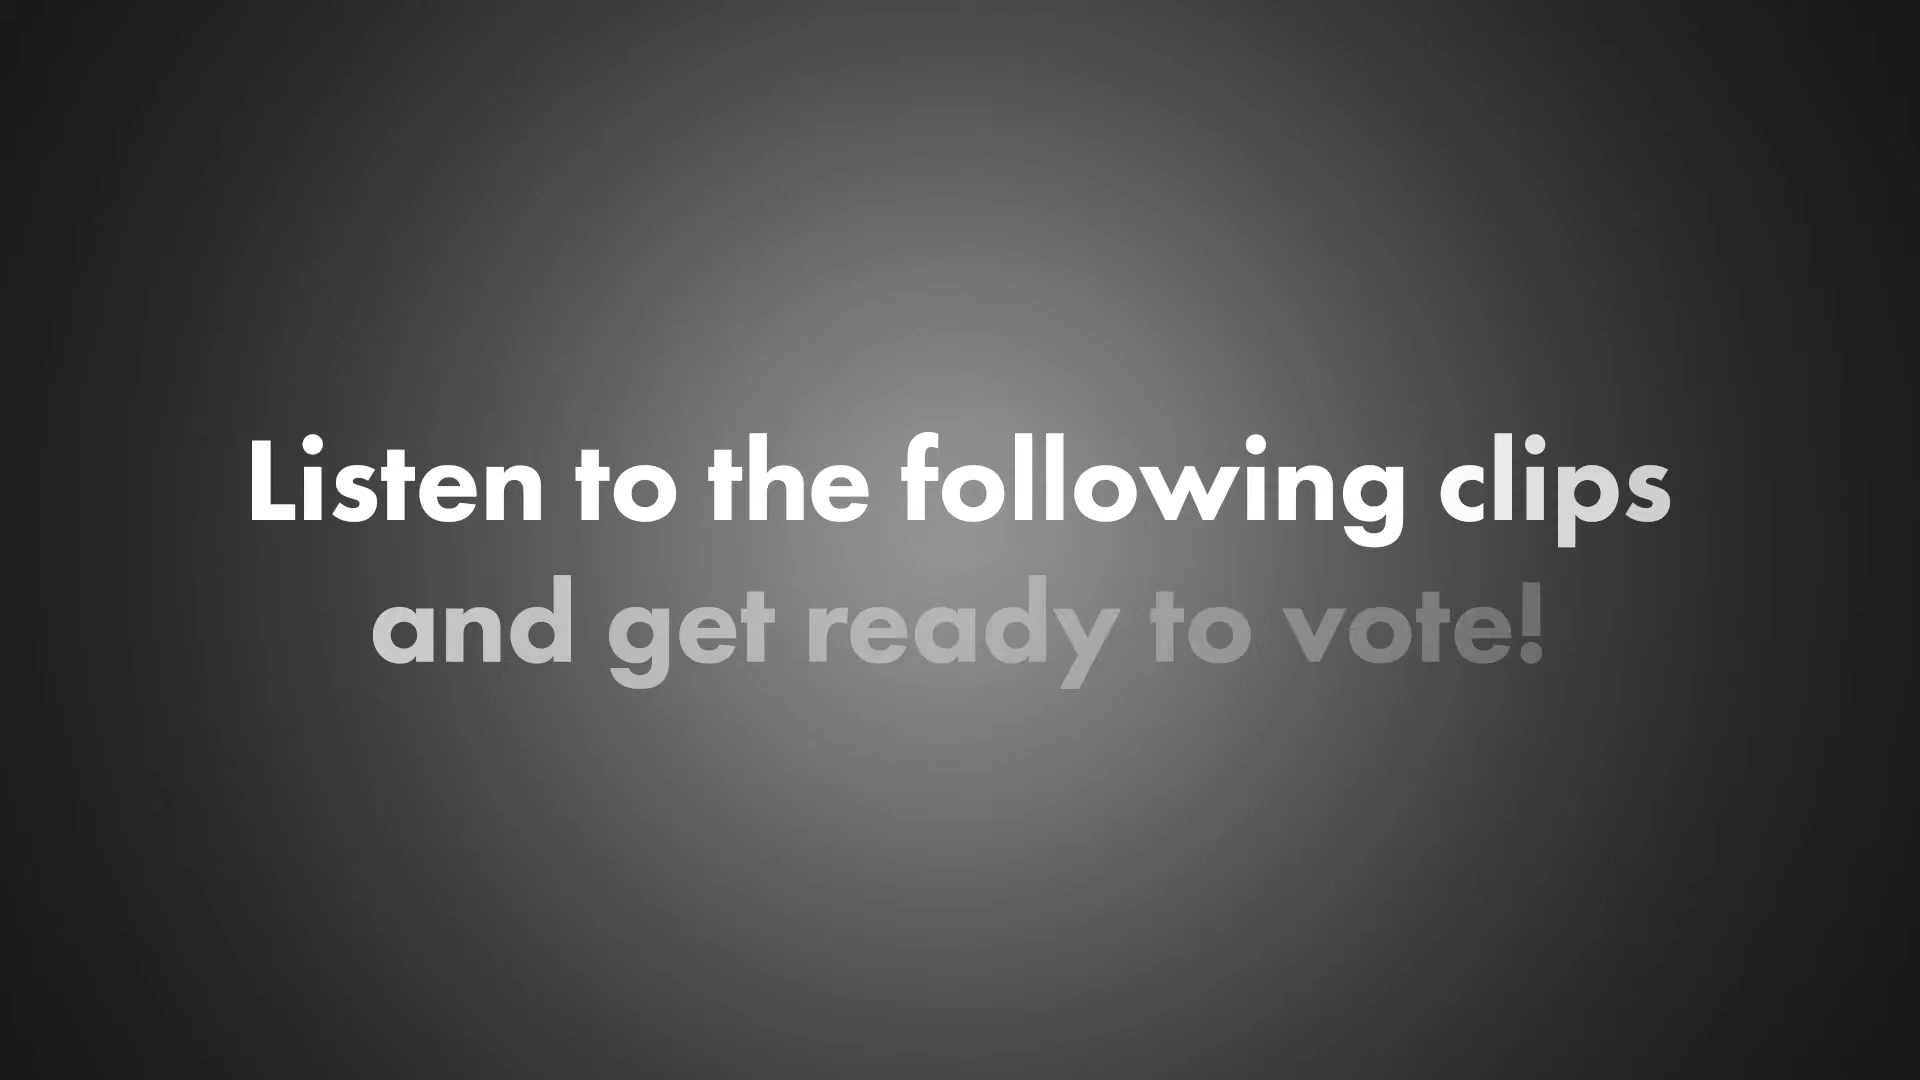 Listen to the following clips
and get ready to vote!